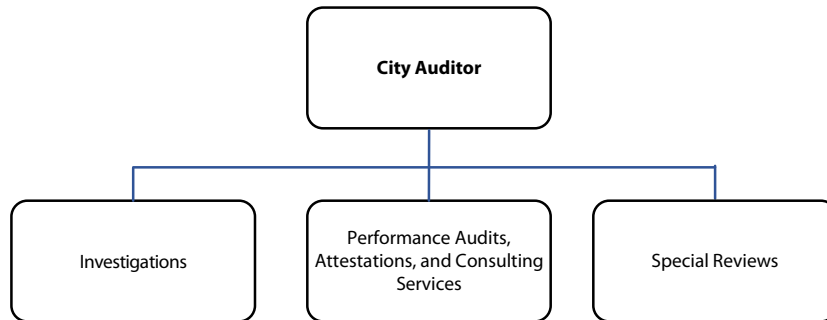 City Auditor
Investigations
Performance Audits,
Attestations, and Consulting
Services
Special Reviews